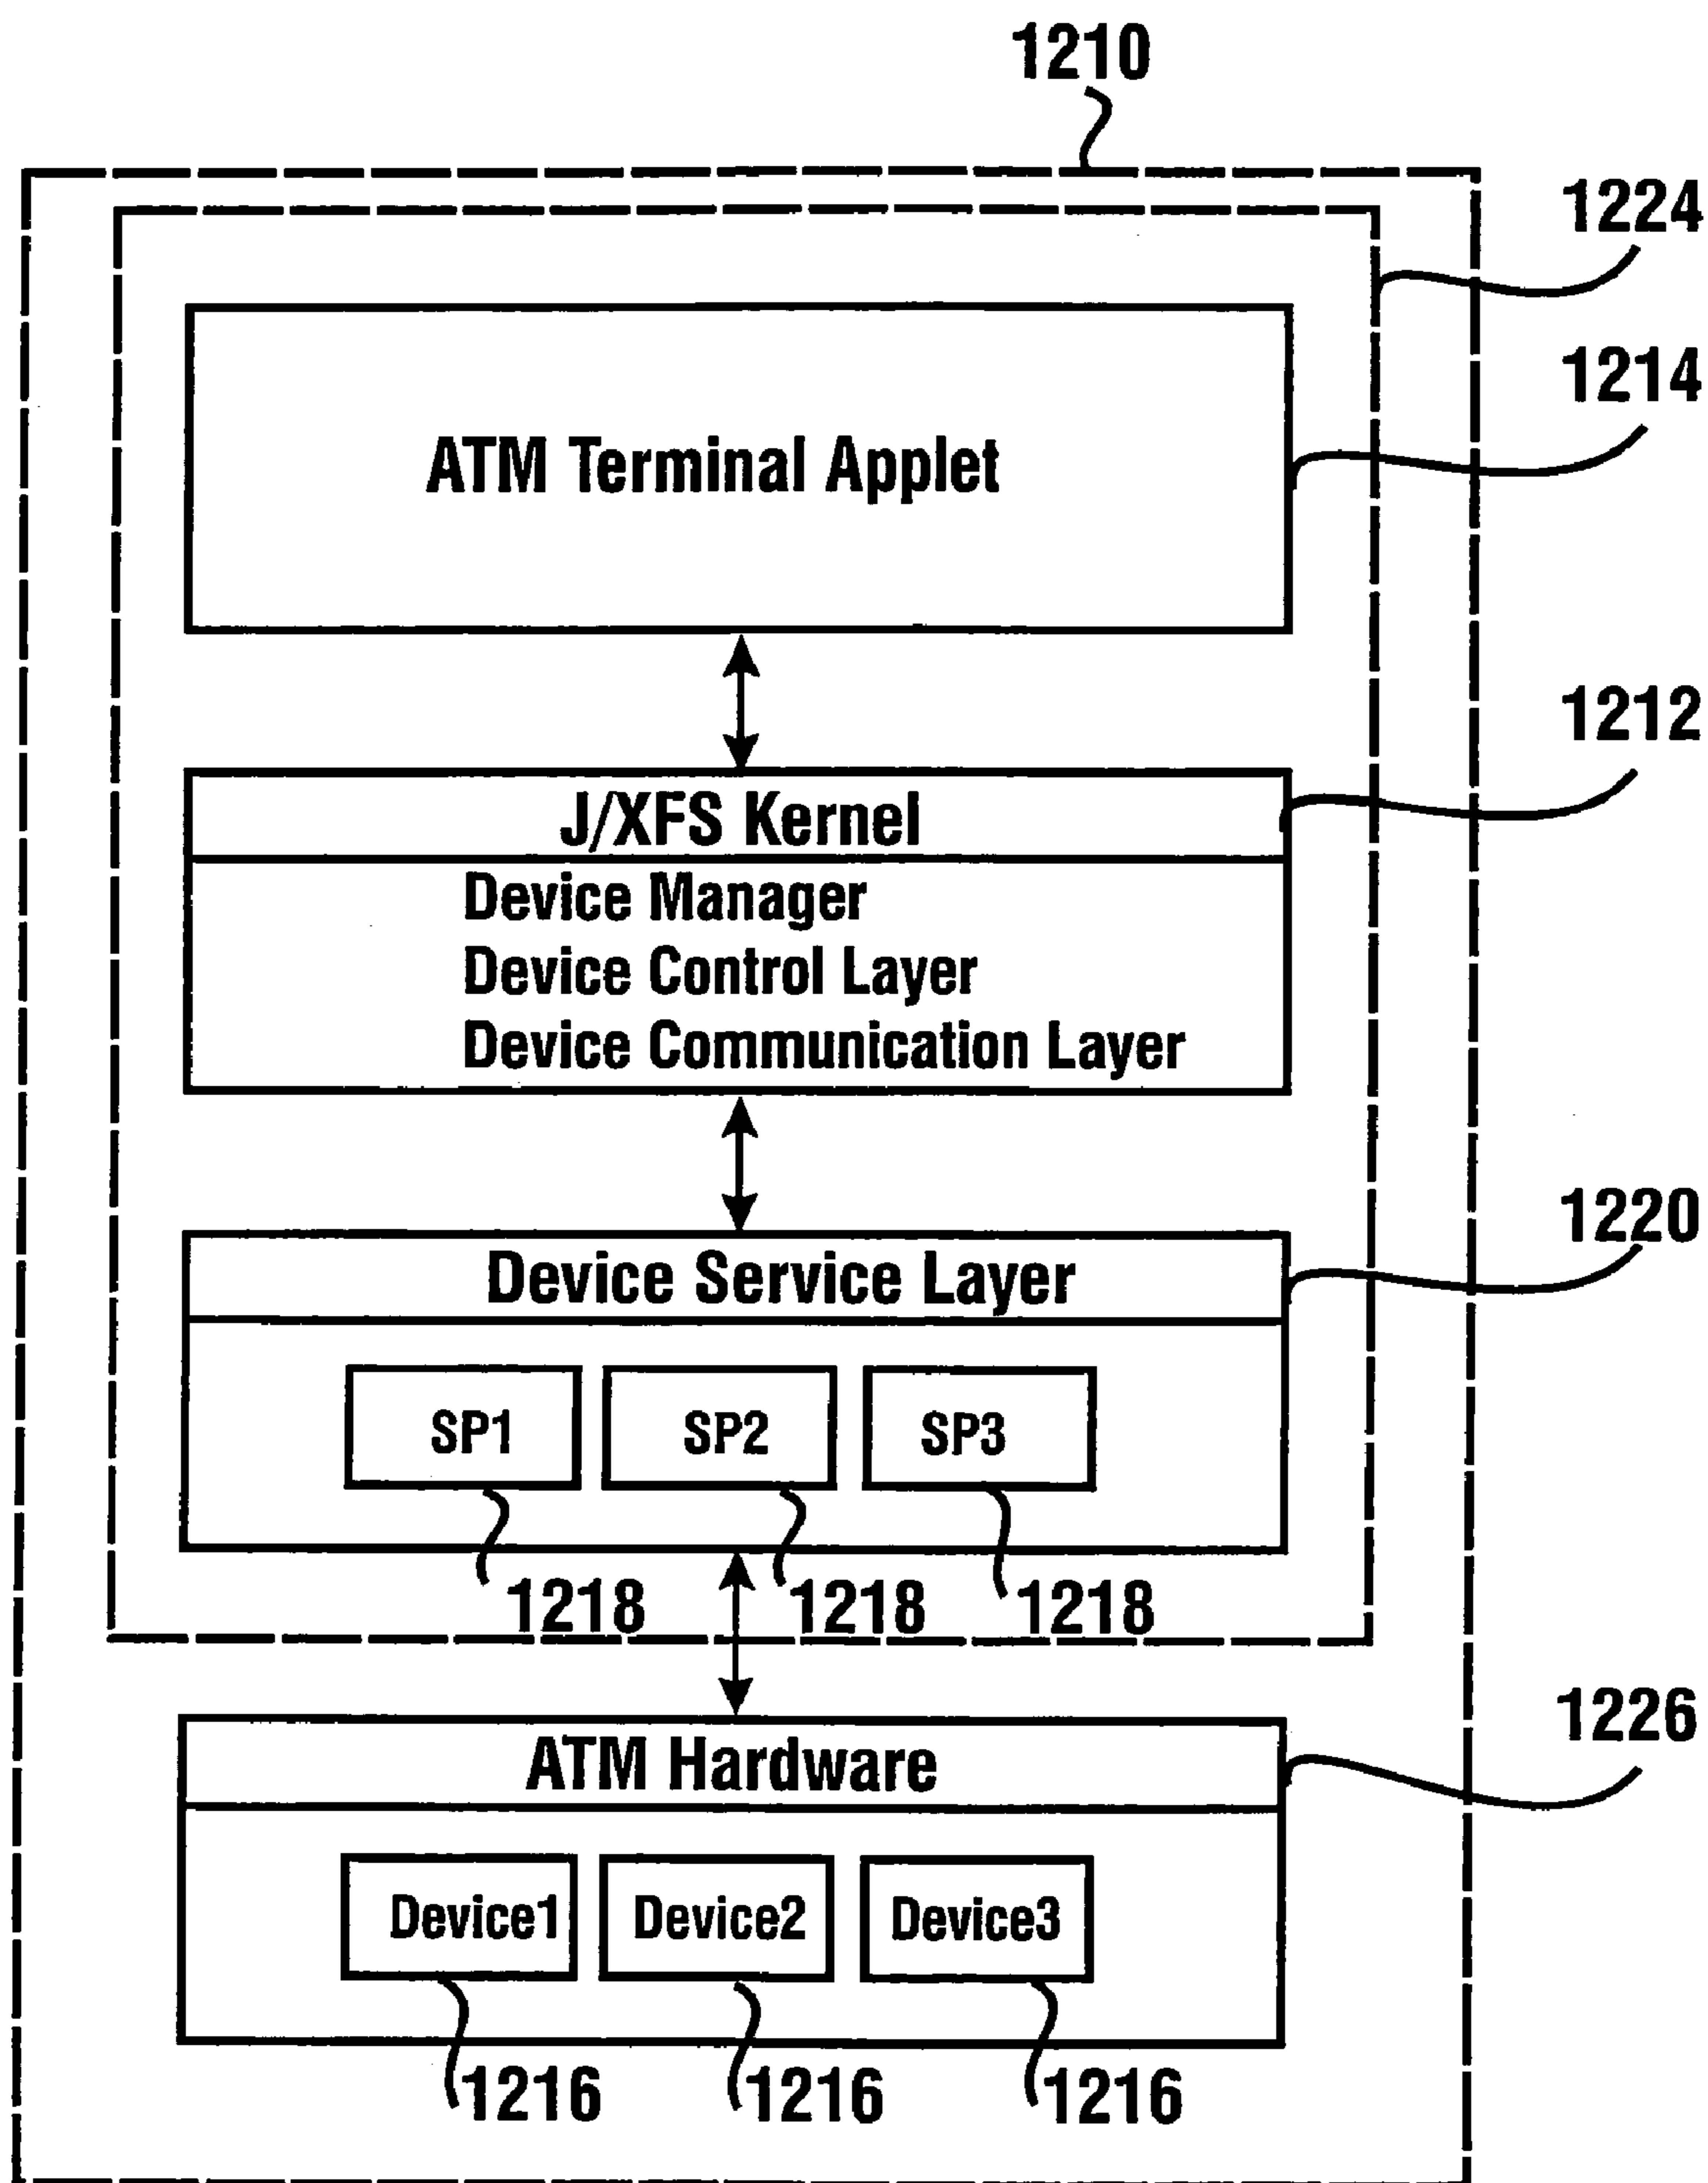 1210
1224
1214
ATM Terminal Applet
1212
J/XFS Kernel
Device Manager
Device Control Layer
Device Communication Layer
1220
Device Service Layer
SP1 SP2 SP3
1218 1218 1218
1226
ATM Hardware
Device1 Device2 Device3
1216 1216 1216